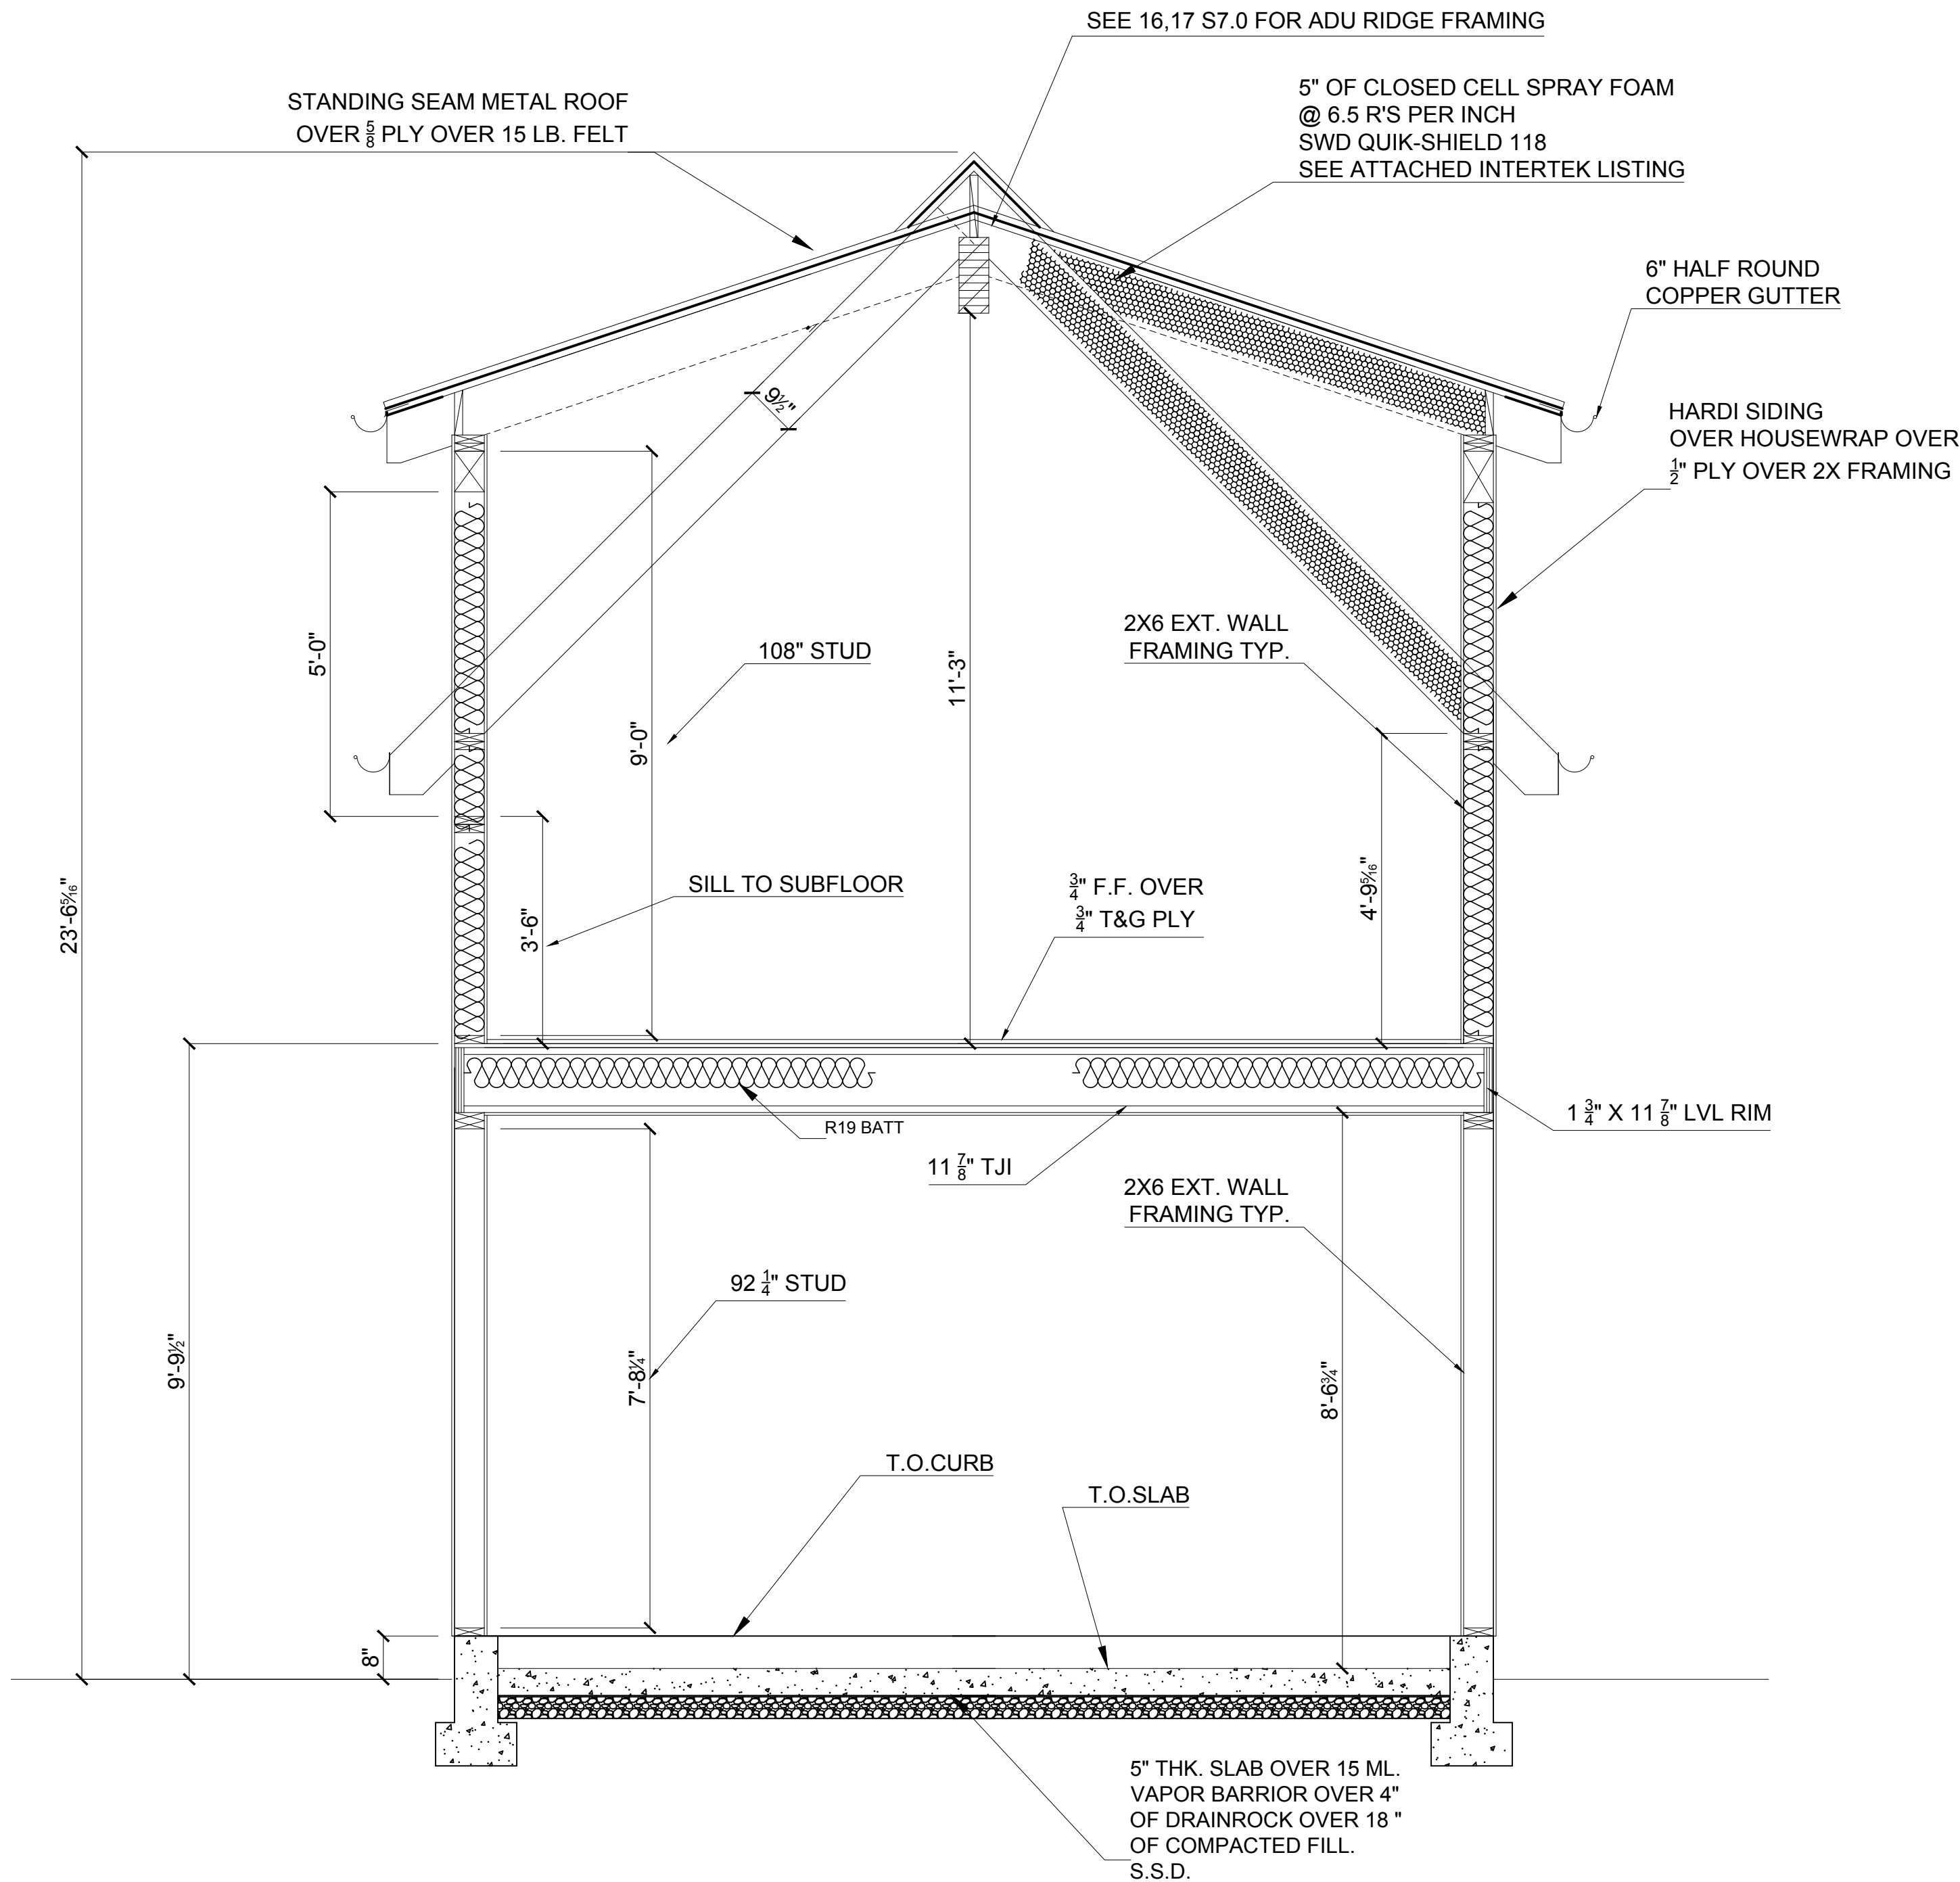 SEE 16,17 S7.0 FOR ADU RIDGE FRAMING
STANDING SEAM METAL ROOF
OVER 5/8 PLY OVER 15 LB. FELT
5" OF CLOSED CELL SPRAY FOAM
@ 6.5 R'S PER INCH
SWD QUIK-SHIELD 118
SEE ATTACHED INTERTEK LISTING
6" HALF ROUND
COPPER GUTTER
HARDI SIDING
OVER HOUSEWRAP OVER
1/2" PLY OVER 2X FRAMING
9½"
5'-0"
108" STUD
9'-0"
11'-3"
2X6 EXT. WALL
FRAMING TYP.
23'-6 5/16"
SILL TO SUBFLOOR
3'-6"
3/4" F.F. OVER
3/4" T&G PLY
4'-9 5/16"
R19 BATT
11 7/8" TJI
1 3/4" X 11 7/8" LVL RIM
2X6 EXT. WALL
FRAMING TYP.
92 1/4" STUD
9'-9½"
7'-8¼"
8'-6¾"
T.O.CURB
T.O.SLAB
8"
5" THK. SLAB OVER 15 ML.
VAPOR BARRIOR OVER 4"
OF DRAINROCK OVER 18 "
OF COMPACTED FILL.
S.S.D.